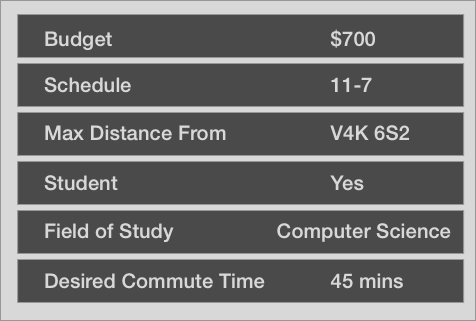 Budget $700
Schedule 11-7
Max Distance From V4K 6S2
Student Yes
Field of Study Computer Science
Desired Commute Time 45 mins